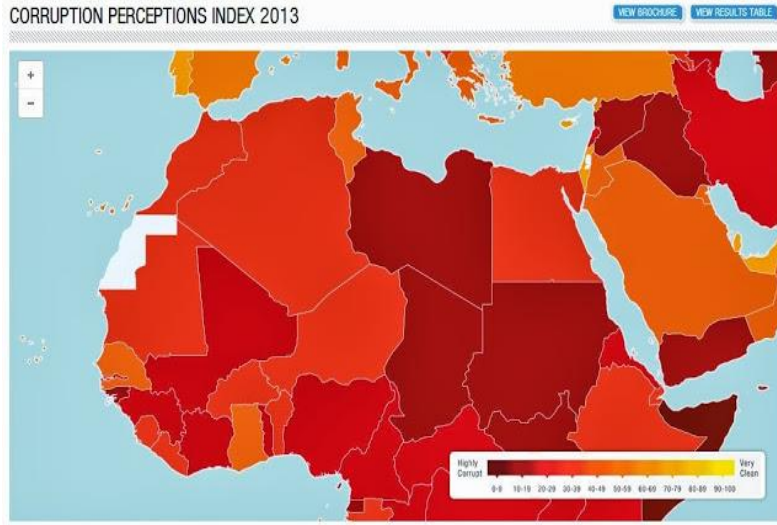 CORRUPTION PERCEPTIONS INDEX 2013
VIEW BROCHURE
VIEW RESULTS TABLE
+
-
Highly
Corrupt
Very
Clean
0-9 10-19 20-29 30-39 40-49 50-59 60-69 70-79 80-89 90-100